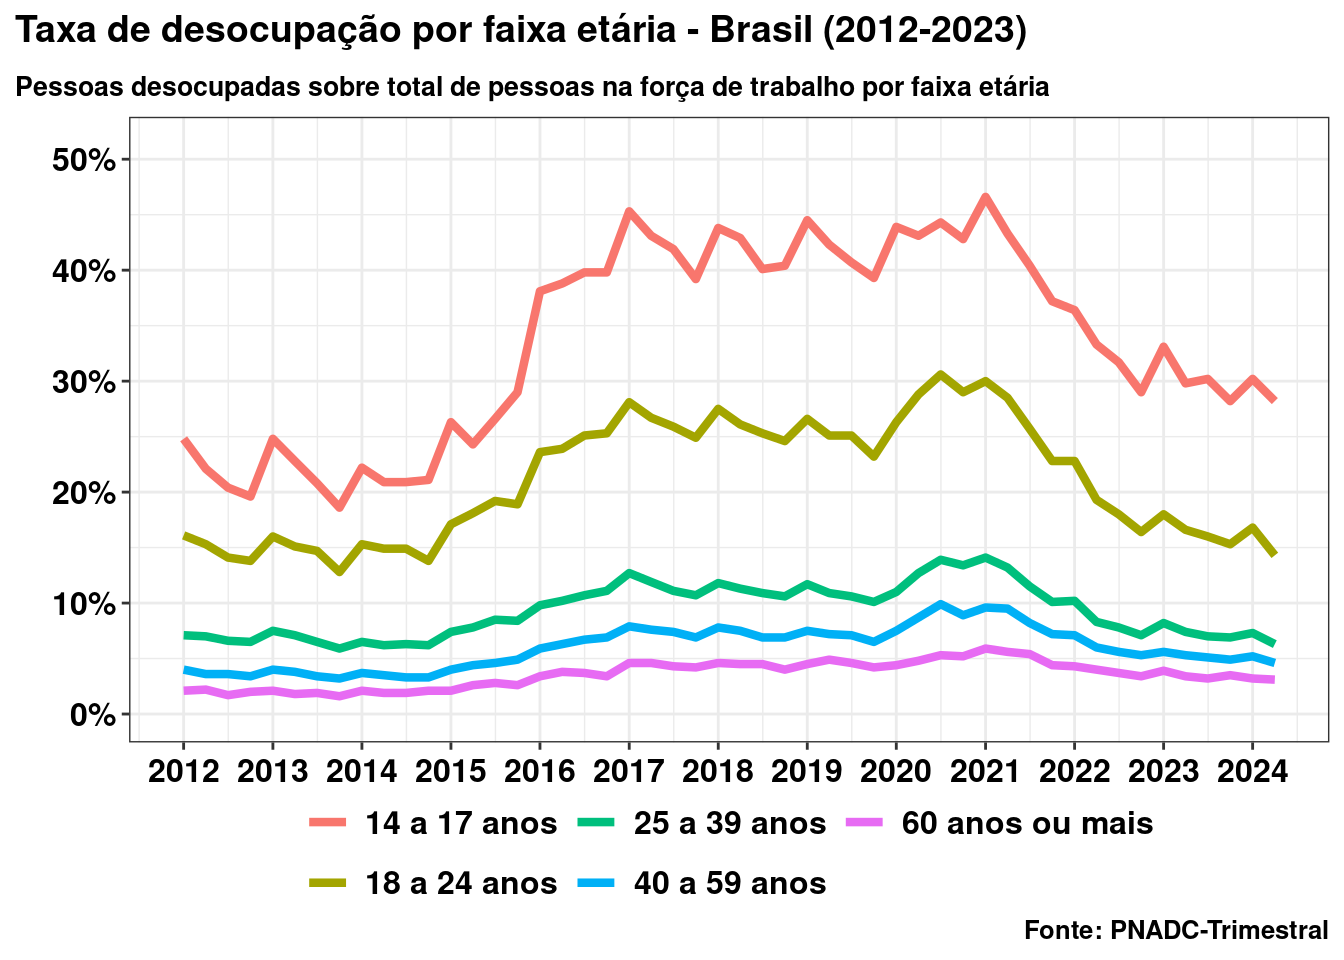 Taxa de desocupação por faixa etária - Brasil (2012-2023)
Pessoas desocupadas sobre total de pessoas na força de trabalho por faixa etária
50%
40%
30%
20%
10%
0%
2012 2013 2014 2015 2016 2017 2018 2019 2020 2021 2022 2023 2024
14 a 17 anos 25 a 39 anos 60 anos ou mais
18 a 24 anos 40 a 59 anos
Fonte: PNADC-Trimestral